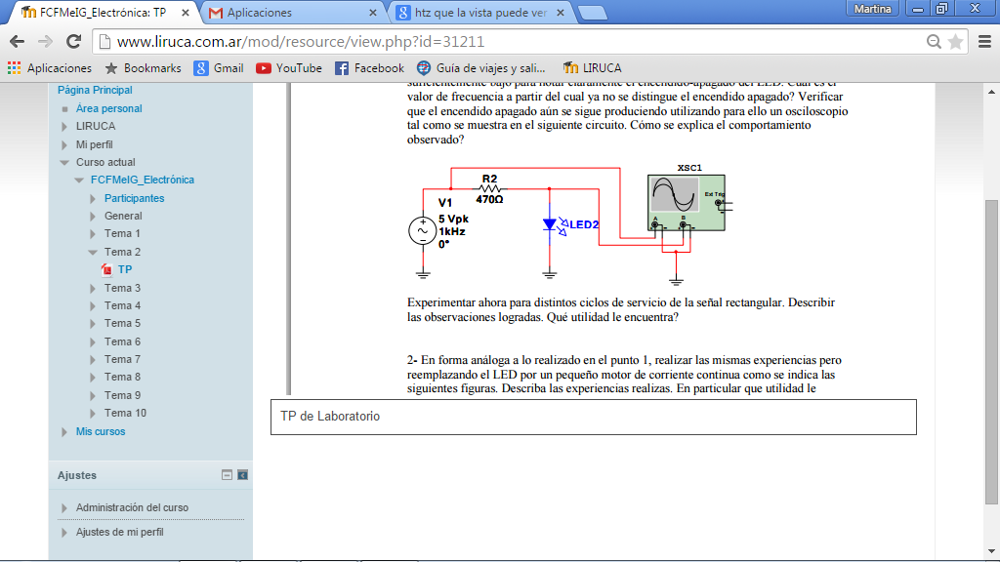 FCFMeIG_Electrónica: TP
Aplicaciones
htz que la vista puede ver
Martina
www.liruca.com.ar/mod/resource/view.php?id=31211
Aplicaciones
Bookmarks
Gmail
YouTube
Facebook
Guía de viajes y sali...
LIRUCA
Página Principal
Área personal
LIRUCA
Mi perfil
Curso actual
FCFMeIG_Electrónica
Participantes
General
Tema 1
Tema 2
TP
Tema 3
Tema 4
Tema 5
Tema 6
Tema 7
Tema 8
Tema 9
Tema 10
Mis cursos
Ajustes
Administración del curso
Ajustes de mi perfil
suficientemente bajo para notar claramente el encendido-apagado del LED. Cuál es el
valor de frecuencia a partir del cual ya no se distingue el encendido apagado? Verificar
que el encendido apagado aún se sigue produciendo utilizando para ello un osciloscopio
tal como se muestra en el siguiente circuito. Cómo se explica el comportamiento
observado?
XSC1
R2
470Ω
V1
5 Vpk
1kHz
0°
LED2
Ext Trig
A
B
Experimentar ahora para distintos ciclos de servicio de la señal rectangular. Describir
las observaciones logradas. Qué utilidad le encuentra?
2- En forma análoga a lo realizado en el punto 1, realizar las mismas experiencias pero
reemplazando el LED por un pequeño motor de corriente continua como se indica las
siguientes figuras. Describa las experiencias realizas. En particular que utilidad le
TP de Laboratorio